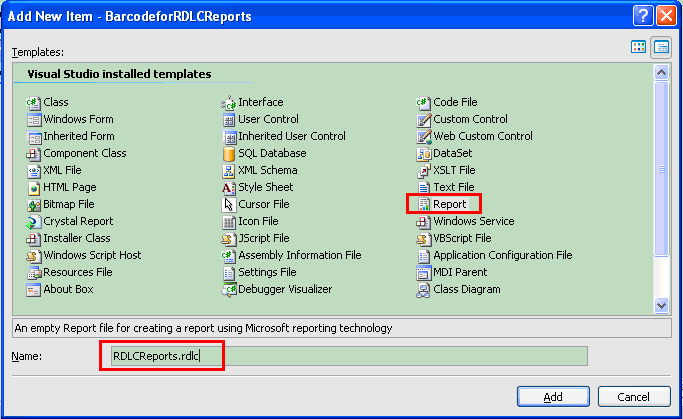 Add New Item - BarcodeforRDLCReports
Templates:
Visual Studio installed templates
Class Interface Code File
Windows Form User Control Custom Control
Inherited Form Inherited User Control Web Custom Control
Component Class SQL Database DataSet
XML File XML Schema XSLT File
HTML Page Style Sheet Text File
Bitmap File Cursor File Report
Crystal Report Icon File Windows Service
Installer Class JScript File VBScript File
Windows Script Host Assembly Information File Application Configuration File
Resources File Settings File MDI Parent
About Box Debugger Visualizer Class Diagram
An empty Report file for creating a report using Microsoft reporting technology
Name: RDLCReports.rdlc
Add Cancel